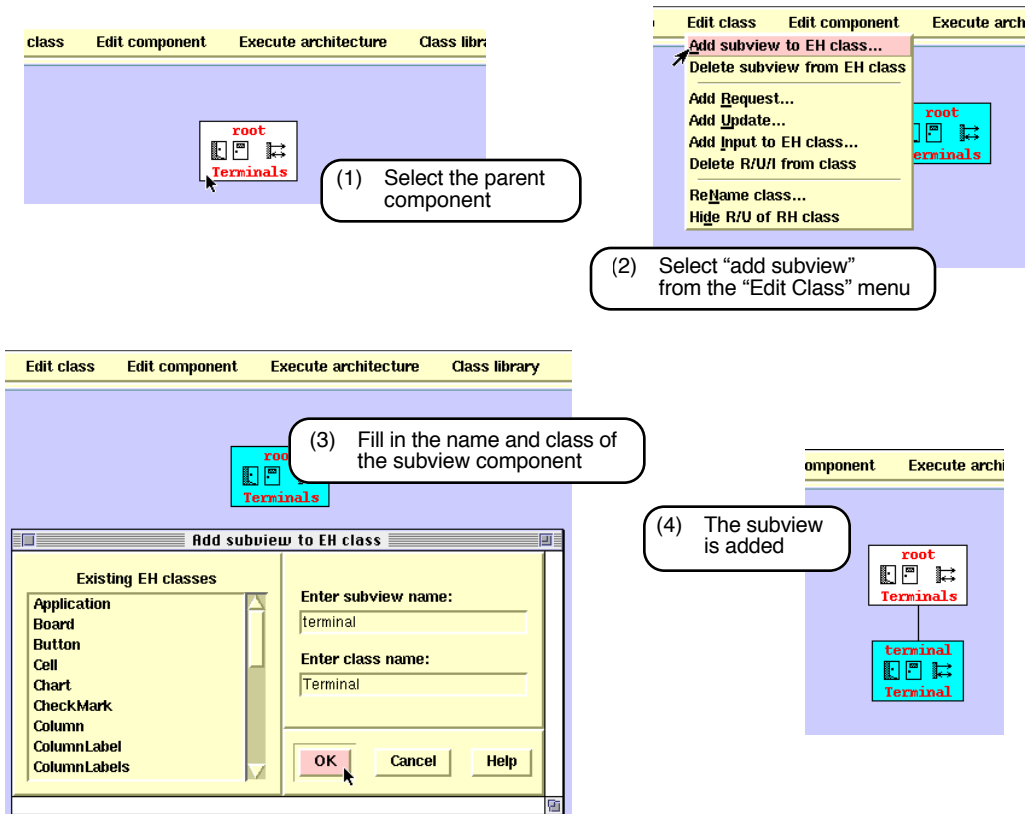 class Edit component Execute architecture Class
root
Terminals
(1) Select the parent
component
Edit class Edit component Execute
Add subview to EH class...
Delete subview from EH class
Add Request...
Add Update...
Add Input to EH class...
Delete R/U/I from class
ReName class...
Hide R/U of RH class
root
(2) Select “add subview”
from the “Edit Class” menu
Edit class Edit component Execute architecture Class library
(3) Fill in the name and class of
the subview component
Terminals
Add subview to EH class
Existing EH classes
Application
Board
Button
Cell
Chart
CheckMark
Column
ColumnLabel
ColumnLabels
Enter subview name:
terminal
Enter class name:
Terminal
OK Cancel Help
Execute
(4) The subview
is added
root
Terminals
terminal
Terminal